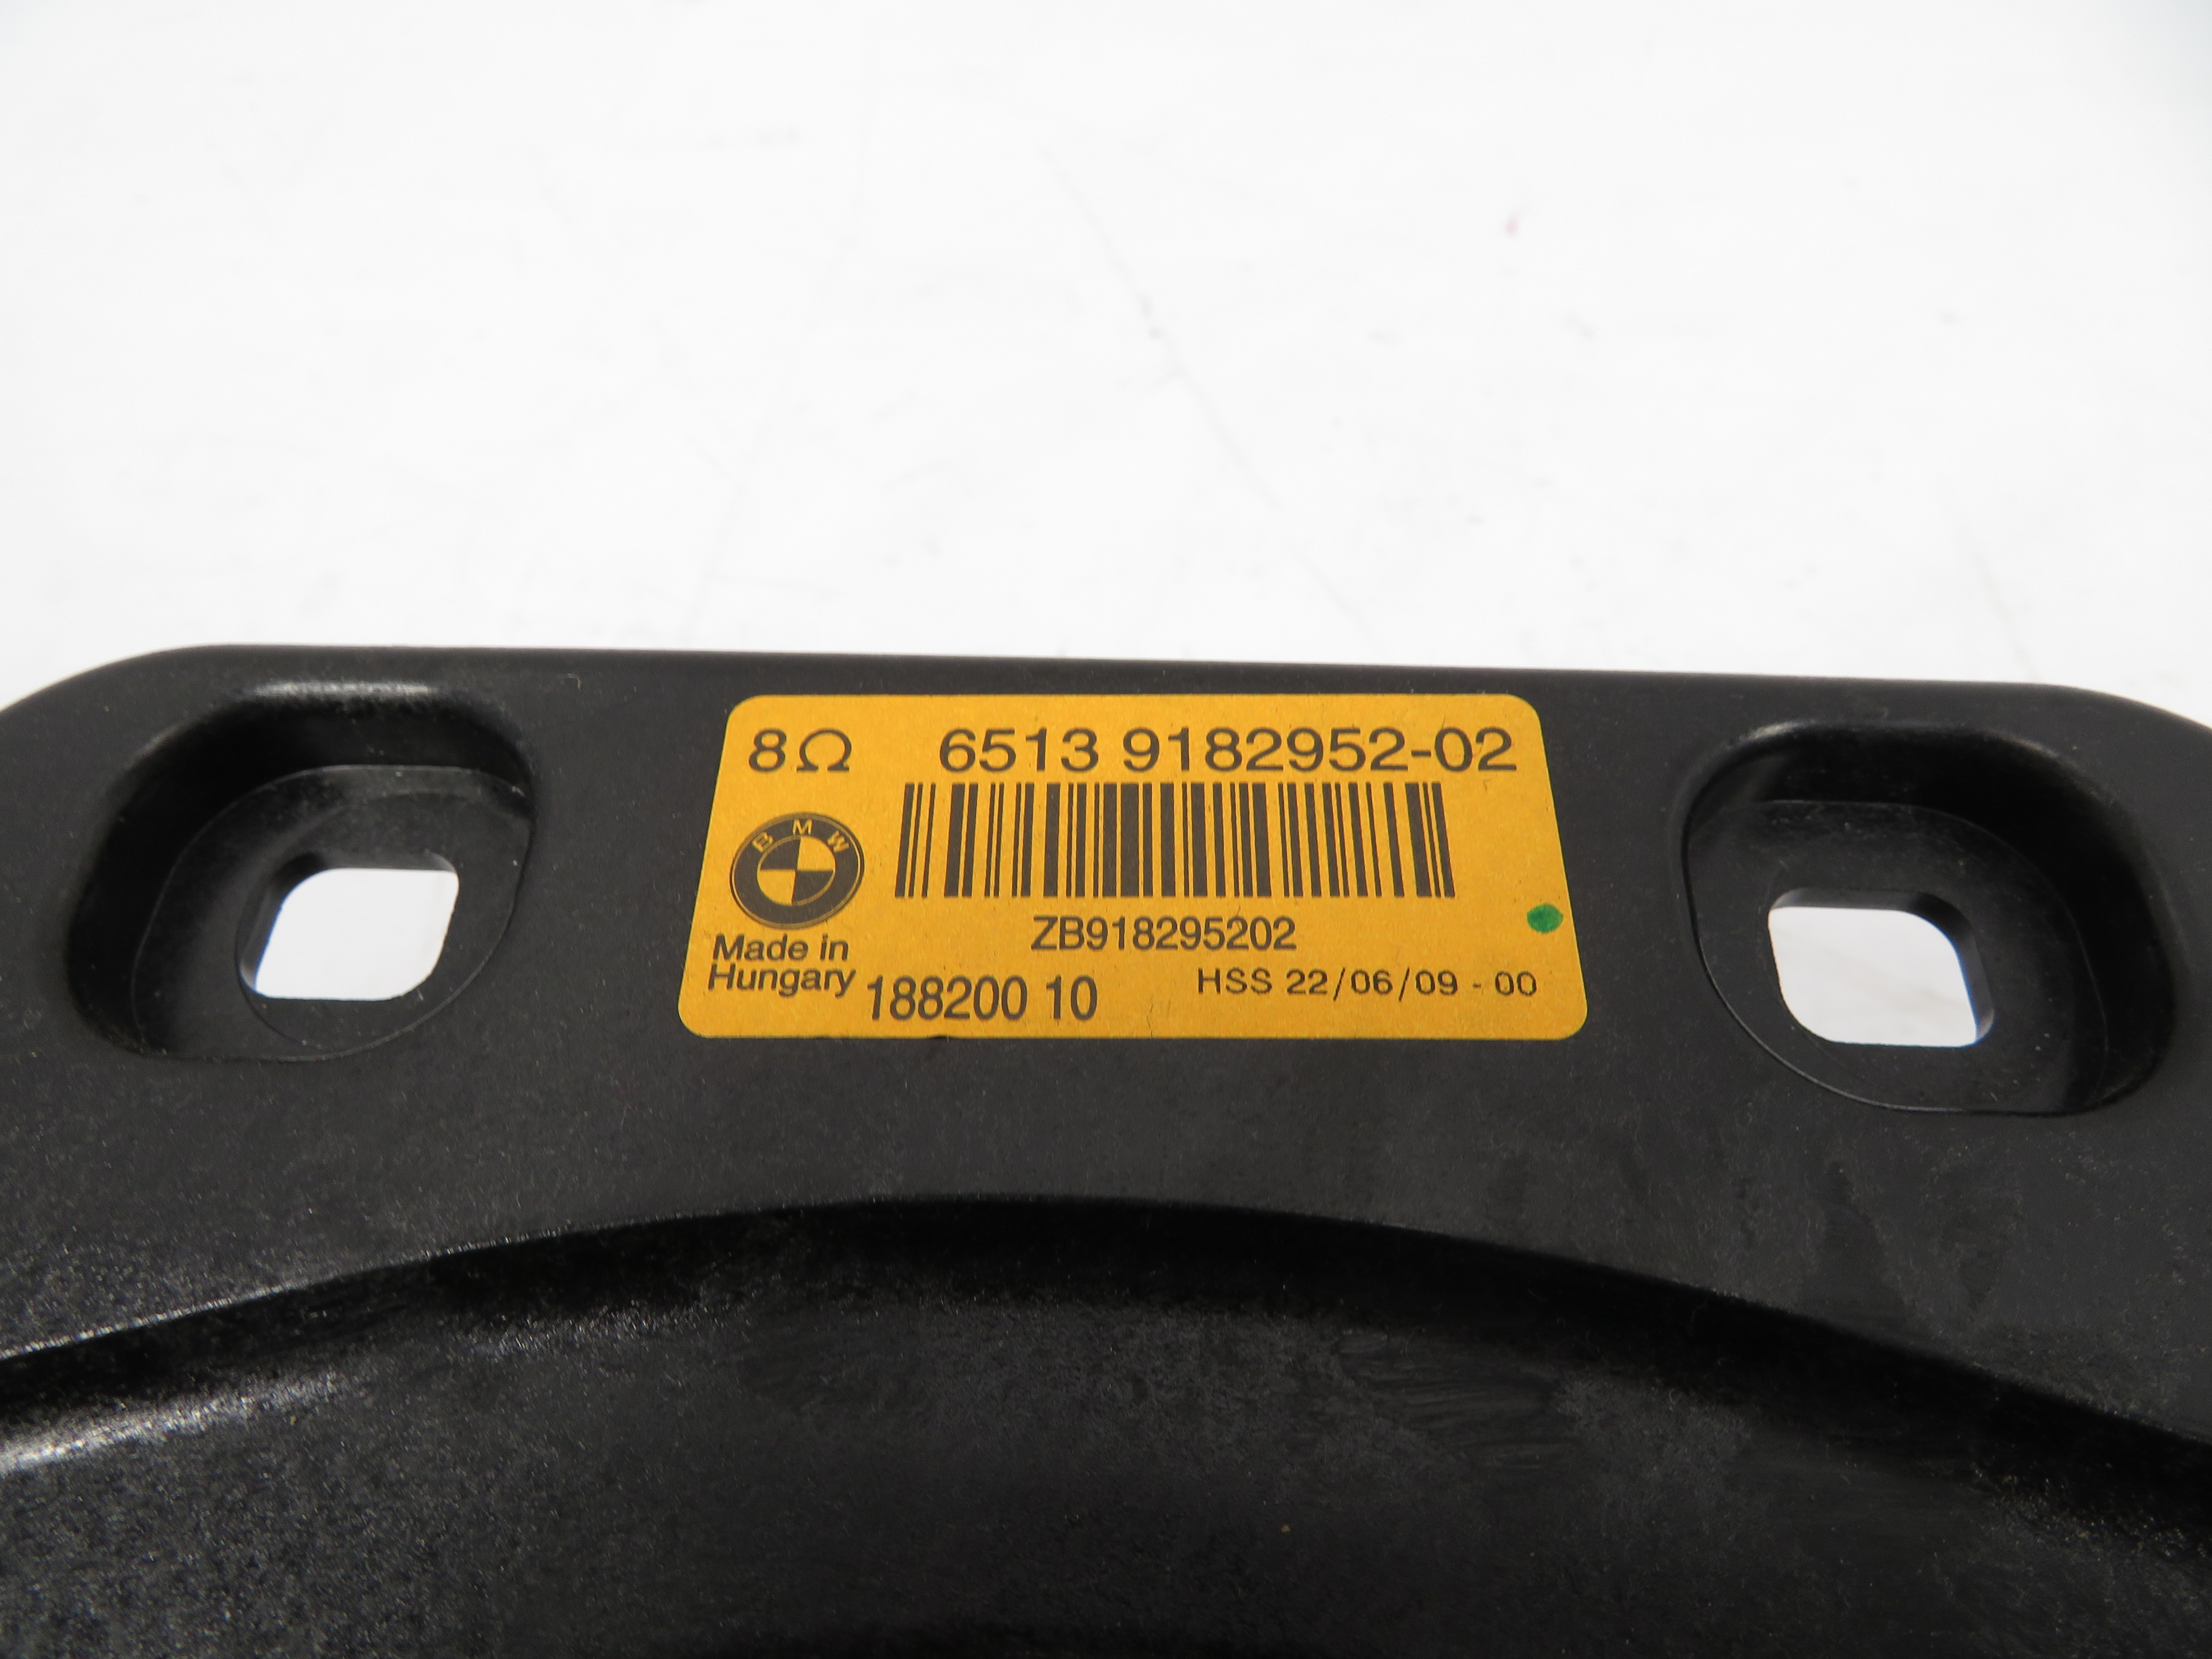 8Ω 6513 9182952-02
BMW
ZB918295202
Made in
Hungary 188200 10 HSS 22/06/09 - 00